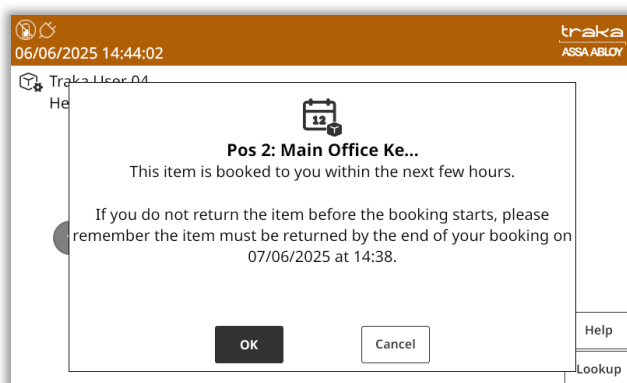 traka
06/06/2025 14:44:02
ASSA ABLOY
Traka User 04
He
12
Pos 2: Main Office Ke...
This item is booked to you within the next few hours.
If you do not return the item before the booking starts, please
remember the item must be returned by the end of your booking on
07/06/2025 at 14:38.
OK
Cancel
Help
Lookup